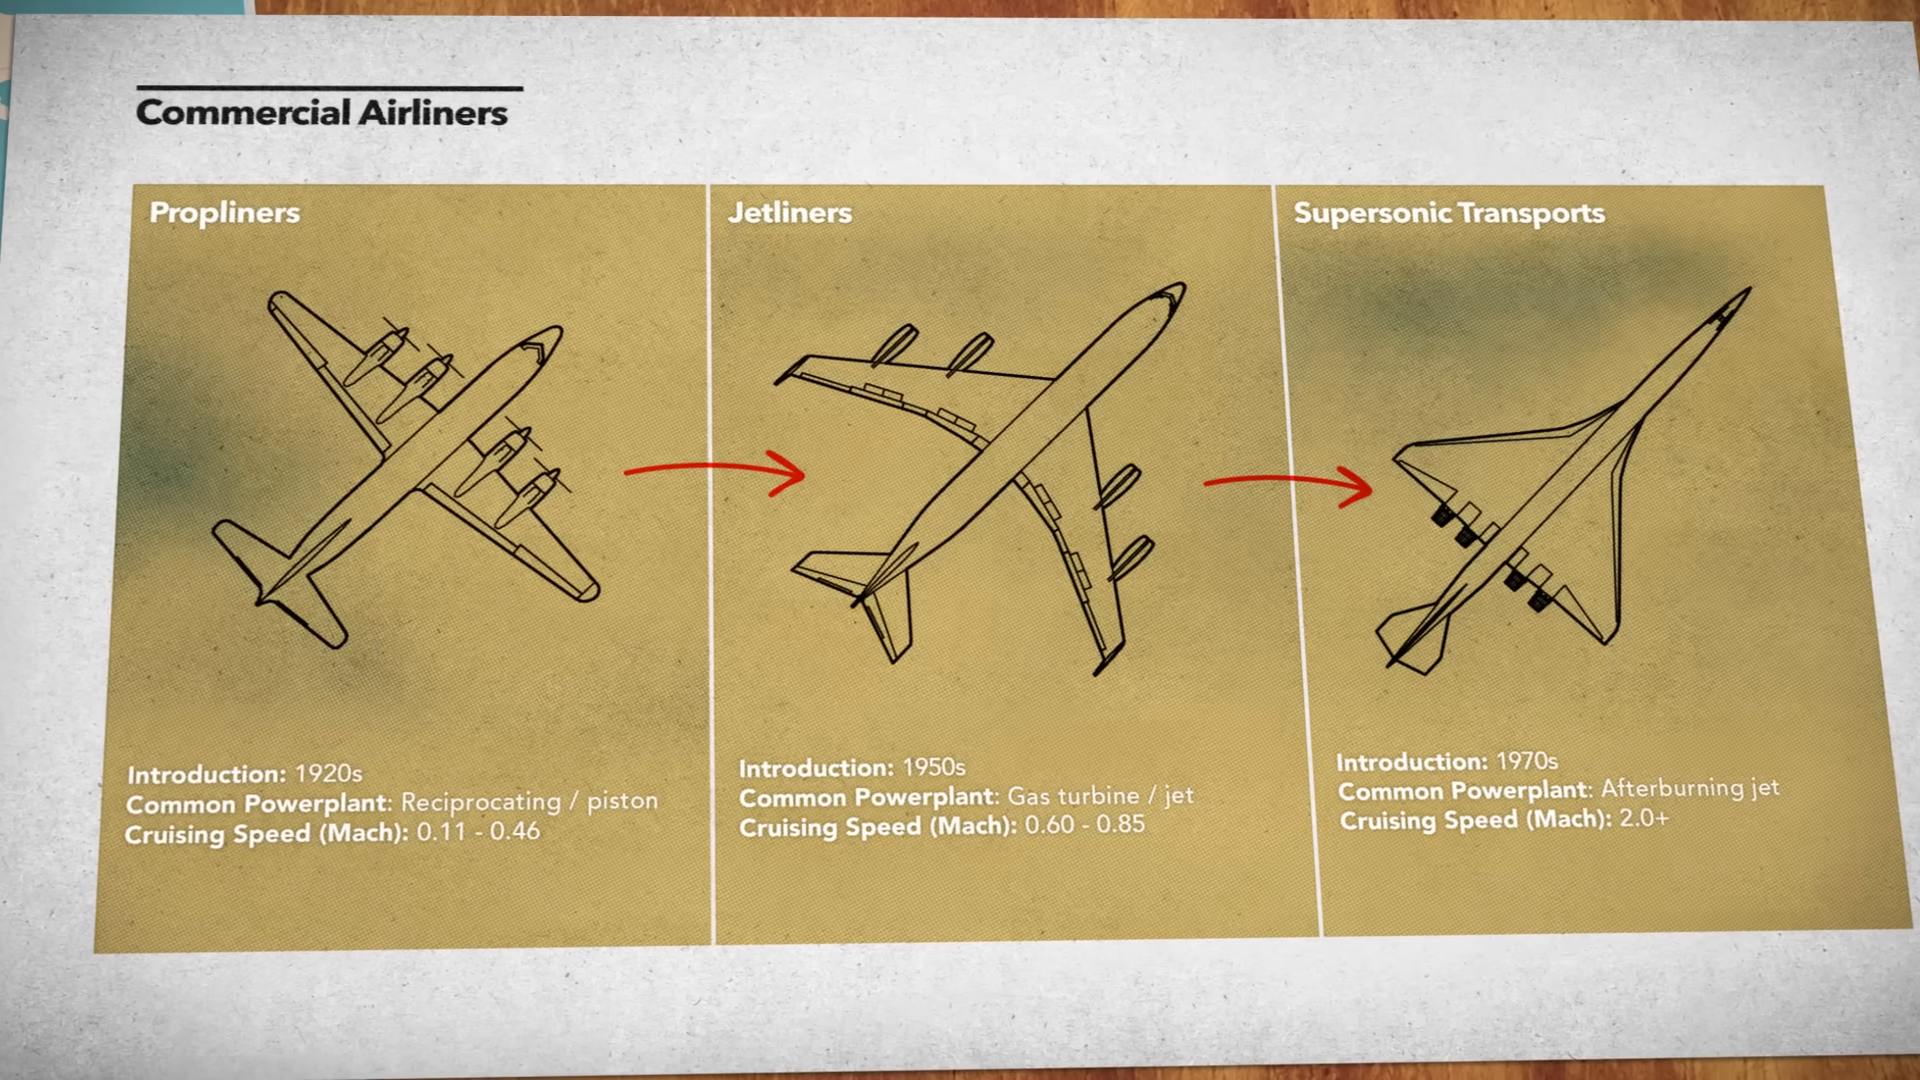 Commercial Airliners
Propliners
Introduction: 1920s
Common Powerplant: Reciprocating / piston
Cruising Speed (Mach): 0.11 - 0.46
Jetliners
Introduction: 1950s
Common Powerplant: Gas turbine / jet
Cruising Speed (Mach): 0.60 - 0.85
Supersonic Transports
Introduction: 1970s
Common Powerplant: Afterburning jet
Cruising Speed (Mach): 2.0+